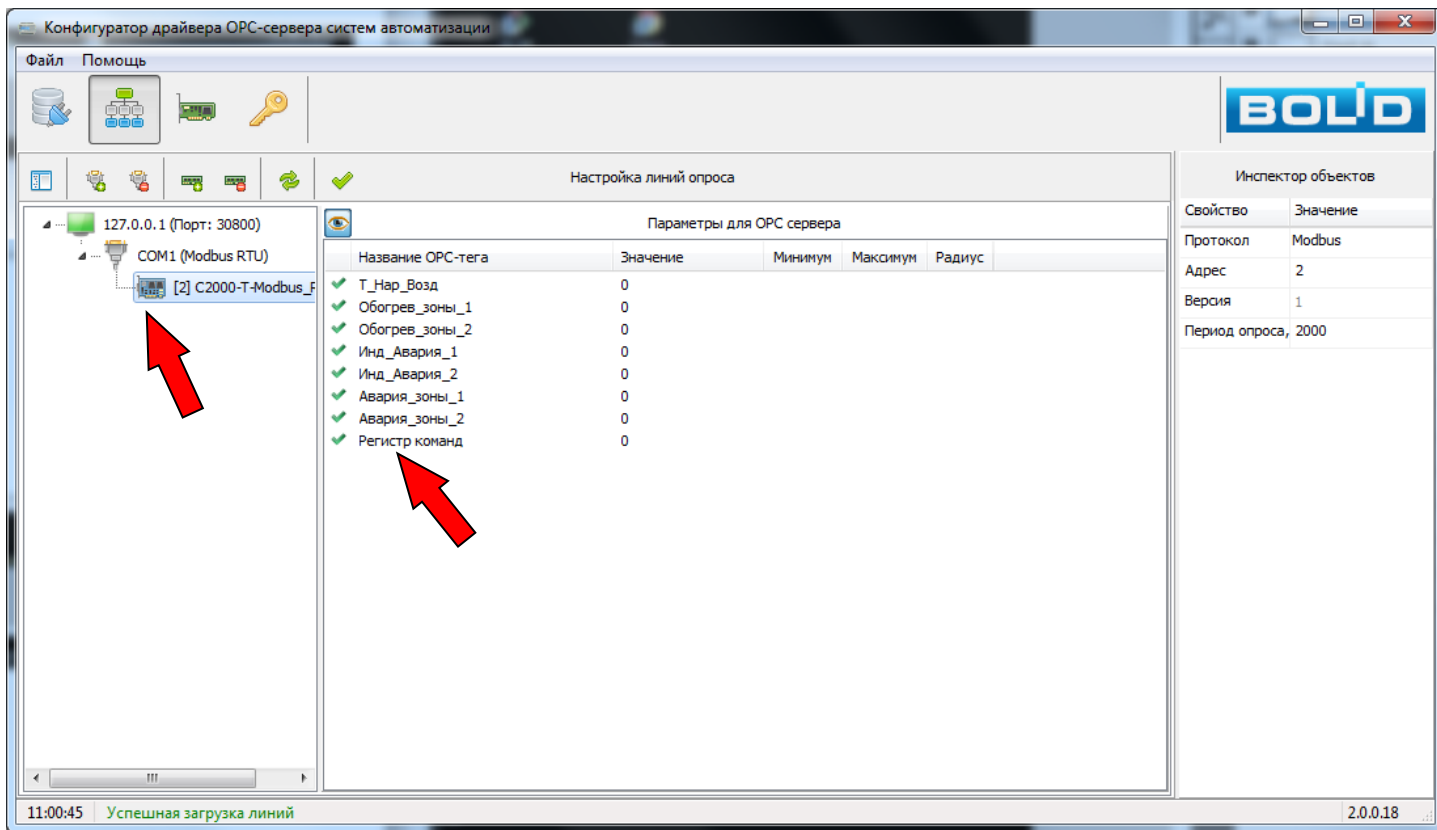 Конфигуратор драйвера OPC-сервера систем автоматизации
Файл Помощь
BOLID
Настройка линий опроса
Инспектор объектов
127.0.0.1 (Порт: 30800)
COM1 (Modbus RTU)
[2] C2000-T-Modbus_F
Параметры для OPC сервера
Название OPC-тега Значение Минимум Максимум Радиус
Т_Нар_Возд 0
Обогрев_зоны_1 0
Обогрев_зоны_2 0
Инд_Авария_1 0
Инд_Авария_2 0
Авария_зоны_1 0
Авария_зоны_2 0
Регистр команд 0
Свойство Значение
Протокол Modbus
Адрес 2
Версия 1
Период опроса, 2000
11:00:45 Успешная загрузка линий 2.0.0.18